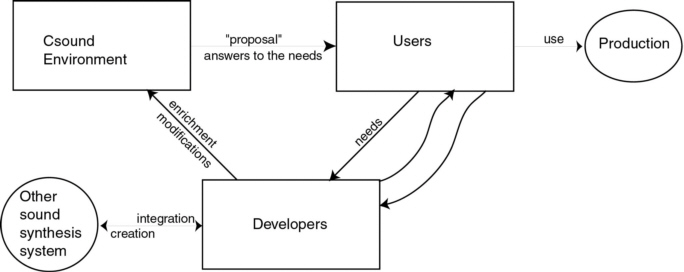 Csound
Environment
"proposal"
answers to the needs
Users
use
Production
enrichment
modifications
needs
Other
sound
synthesis
system
integration
creation
Developers